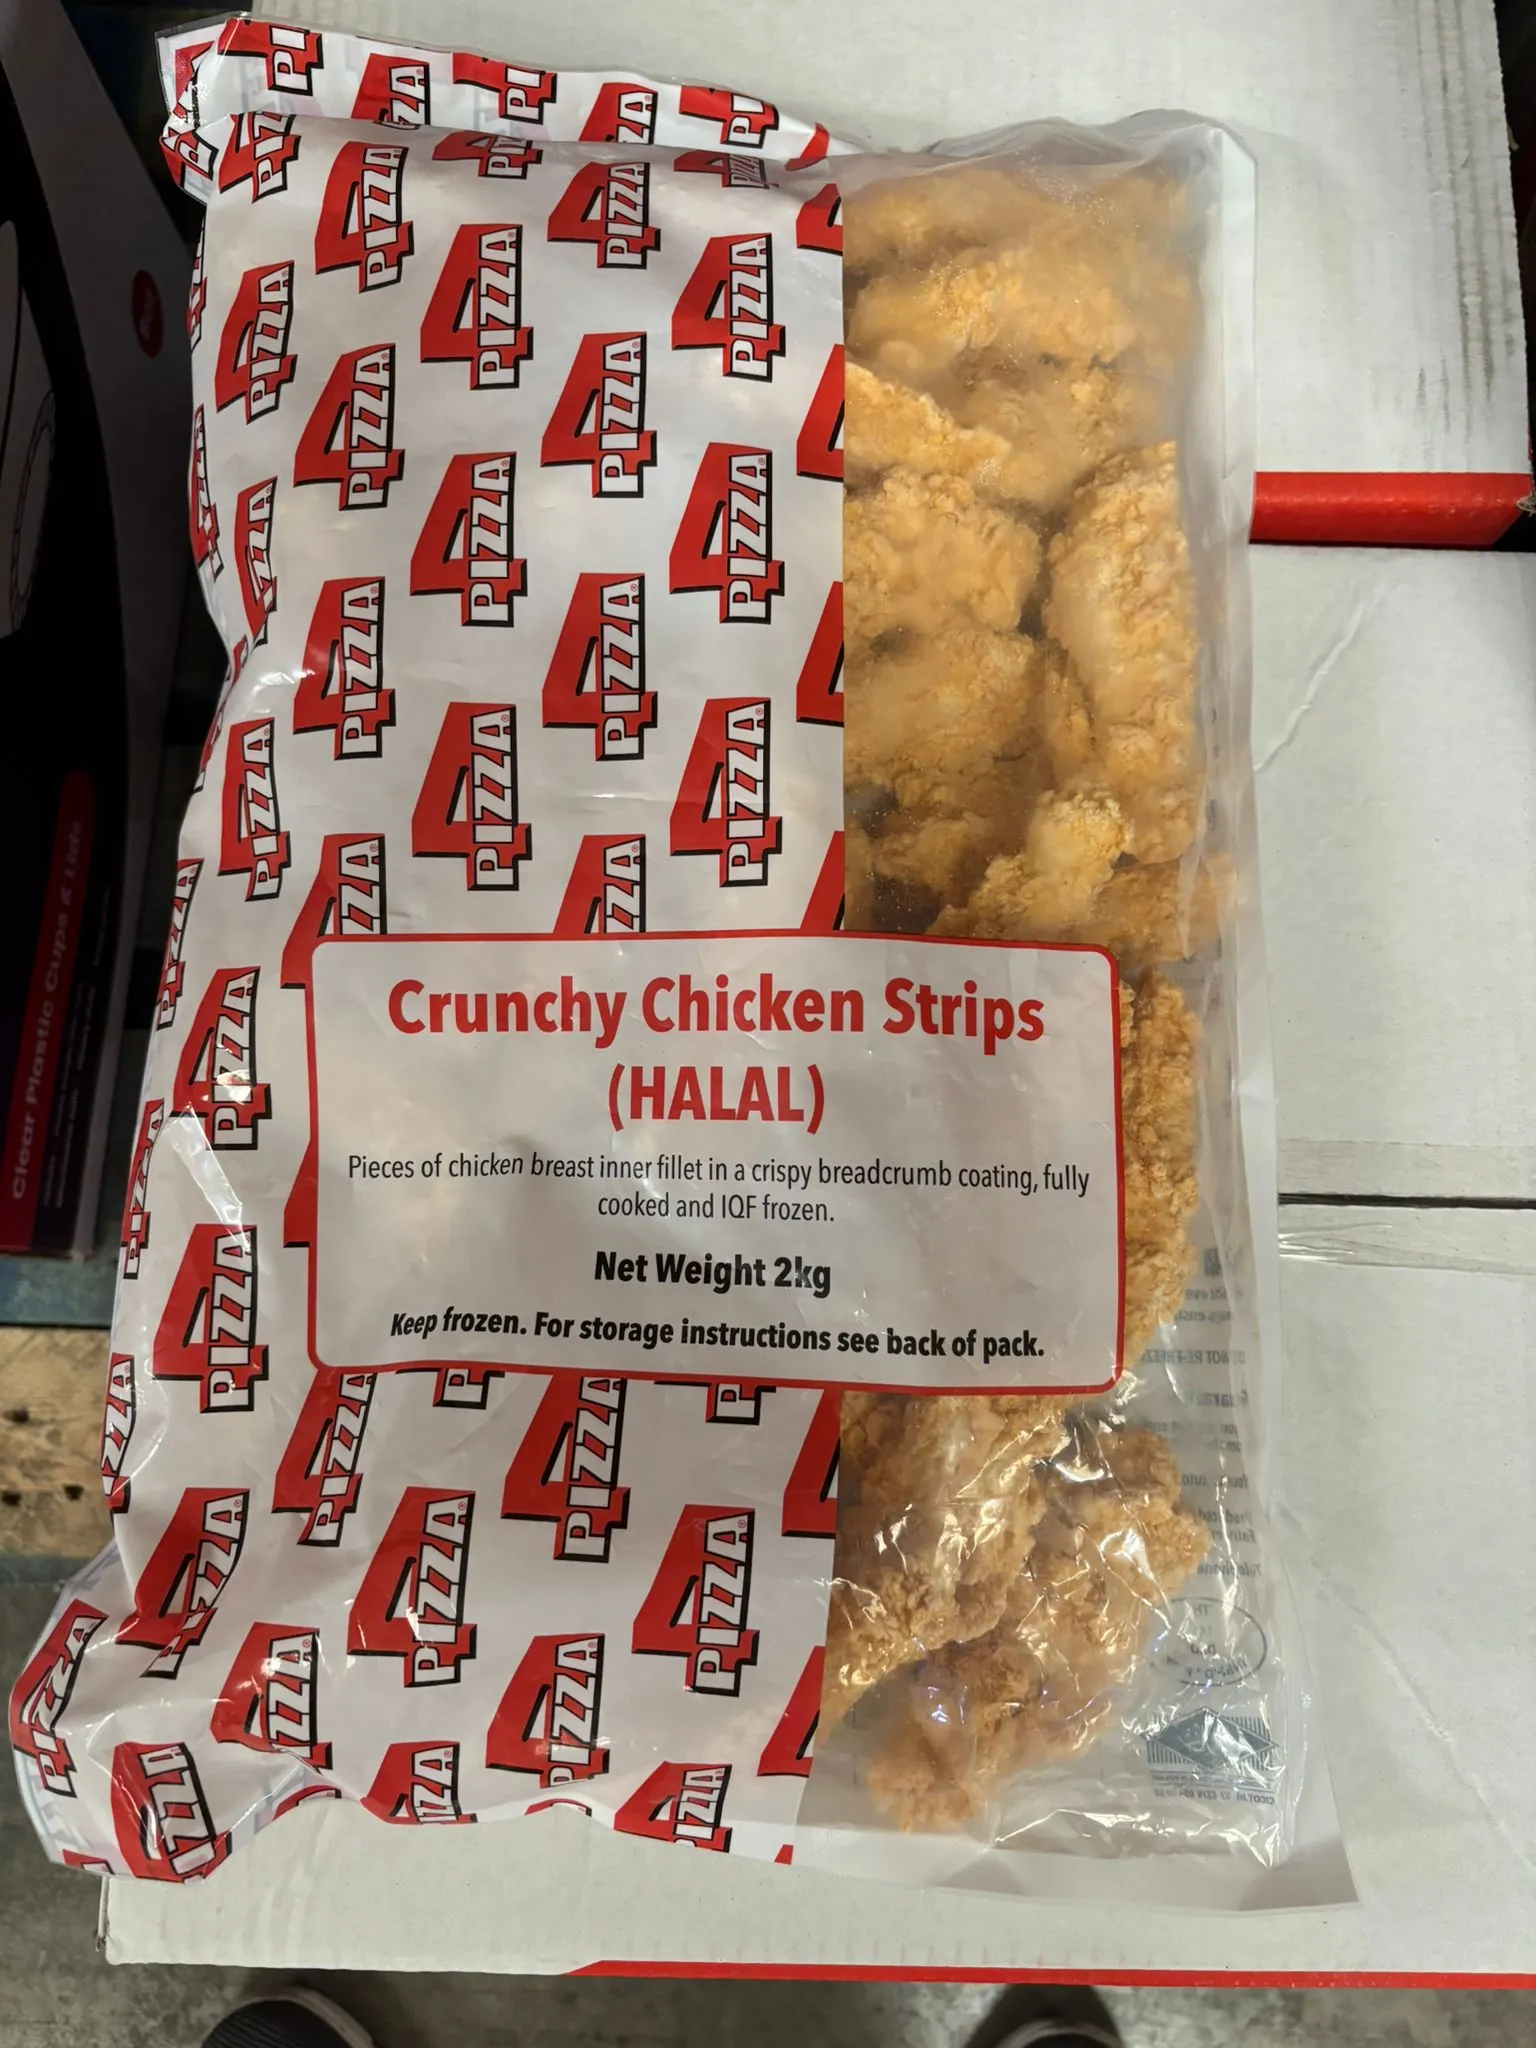 4
PIZZA®
Crunchy Chicken Strips
(HALAL)
Pieces of chicken breast inner fillet in a crispy breadcrumb coating, fully
cooked and IQF frozen.
Net Weight 2kg
Keep frozen. For storage instructions see back of pack.
Clear Plastic Cups & Lids